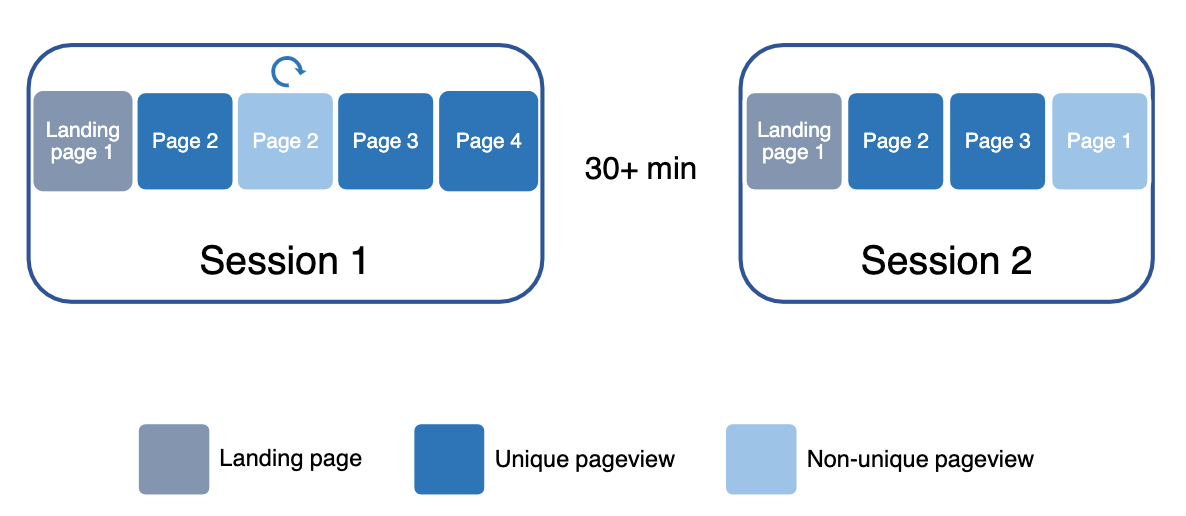 Landing
page 1
Page 2
Page 2
Page 3
Page 4
Session 1
30+ min
Landing
page 1
Page 2
Page 3
Page 1
Session 2
Landing page
Unique pageview
Non-unique pageview